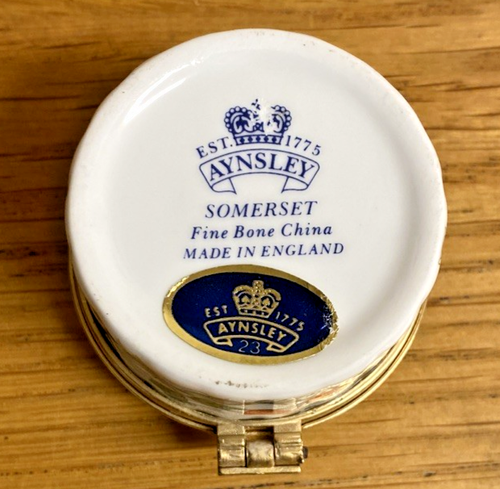 EST. 1775
AYNSLEY
SOMERSET
Fine Bone China
MADE IN ENGLAND
EST 1775
AYNSLEY
23